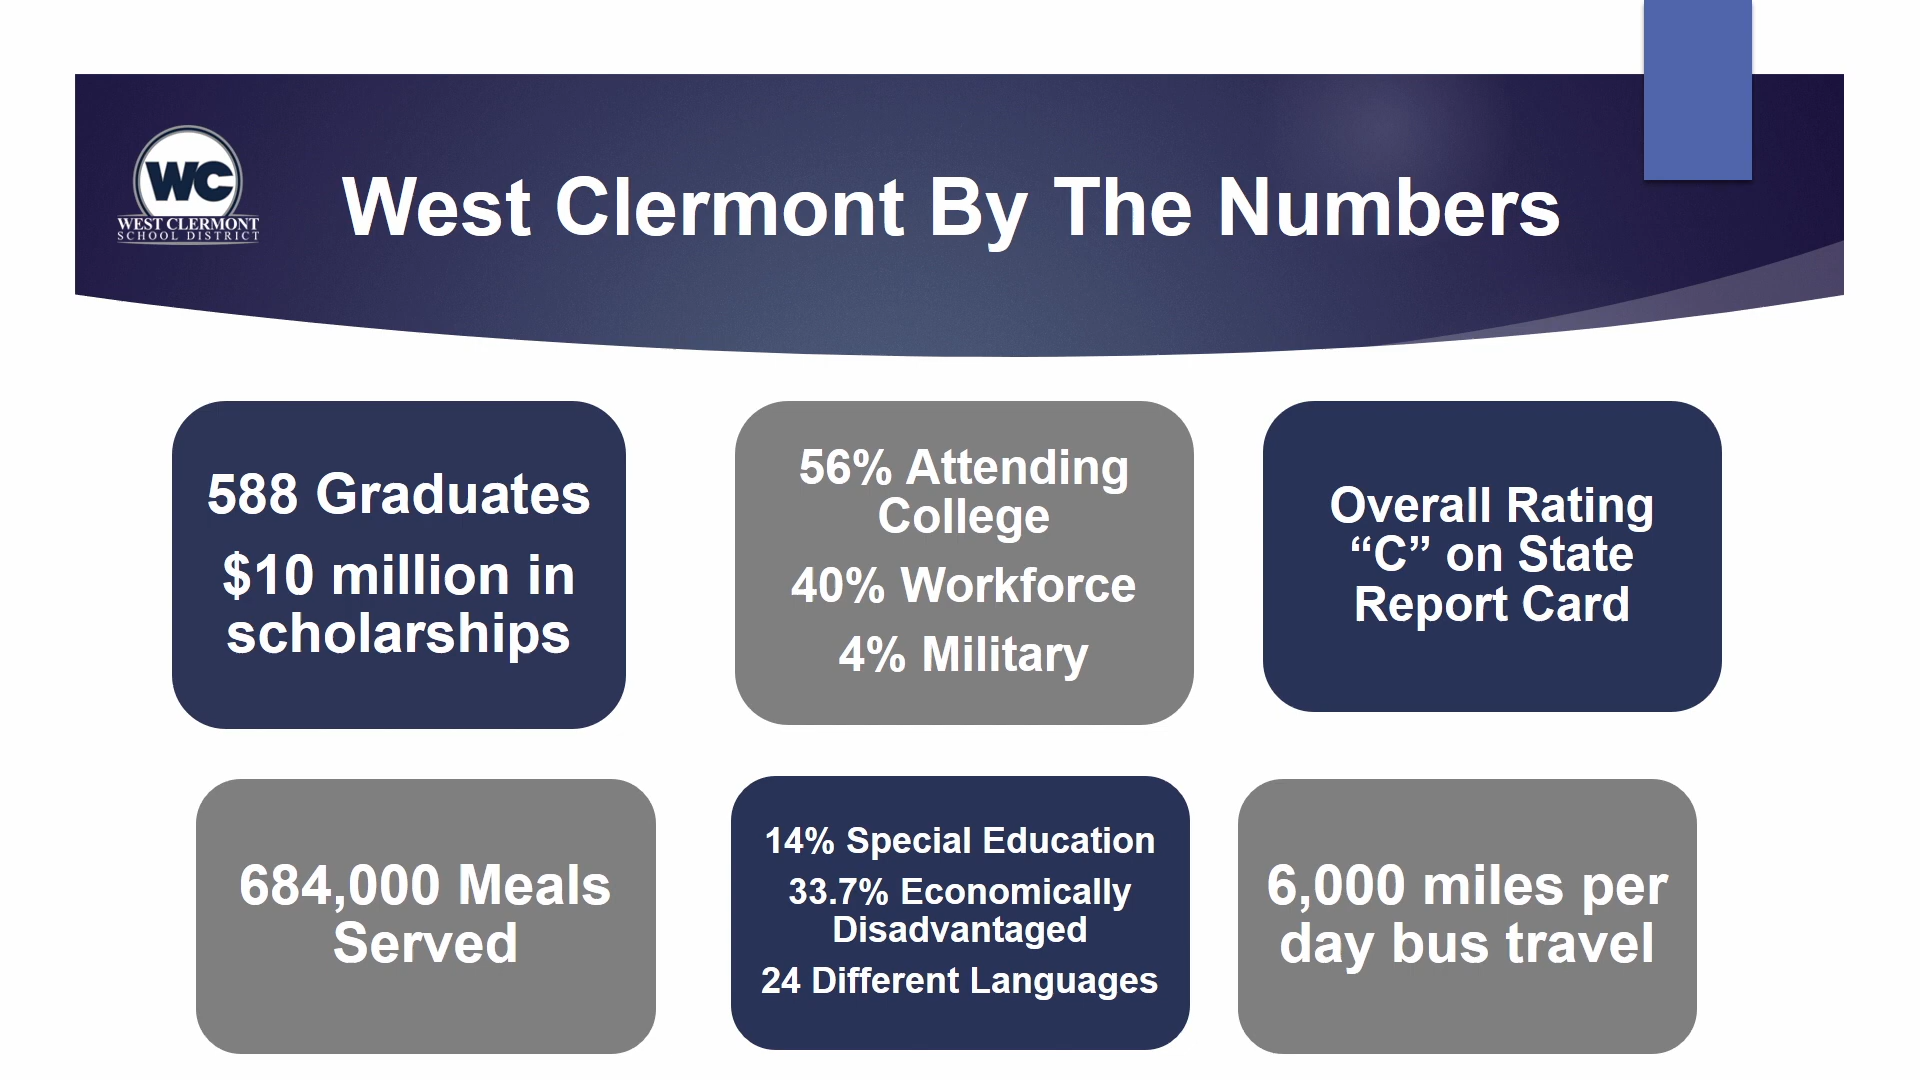 WC
WEST CLERMONT
SCHOOL DISTRICT
West Clermont By The Numbers
588 Graduates
$10 million in
scholarships
56% Attending
College
40% Workforce
4% Military
Overall Rating
“C” on State
Report Card
684,000 Meals
Served
14% Special Education
33.7% Economically
Disadvantaged
24 Different Languages
6,000 miles per
day bus travel